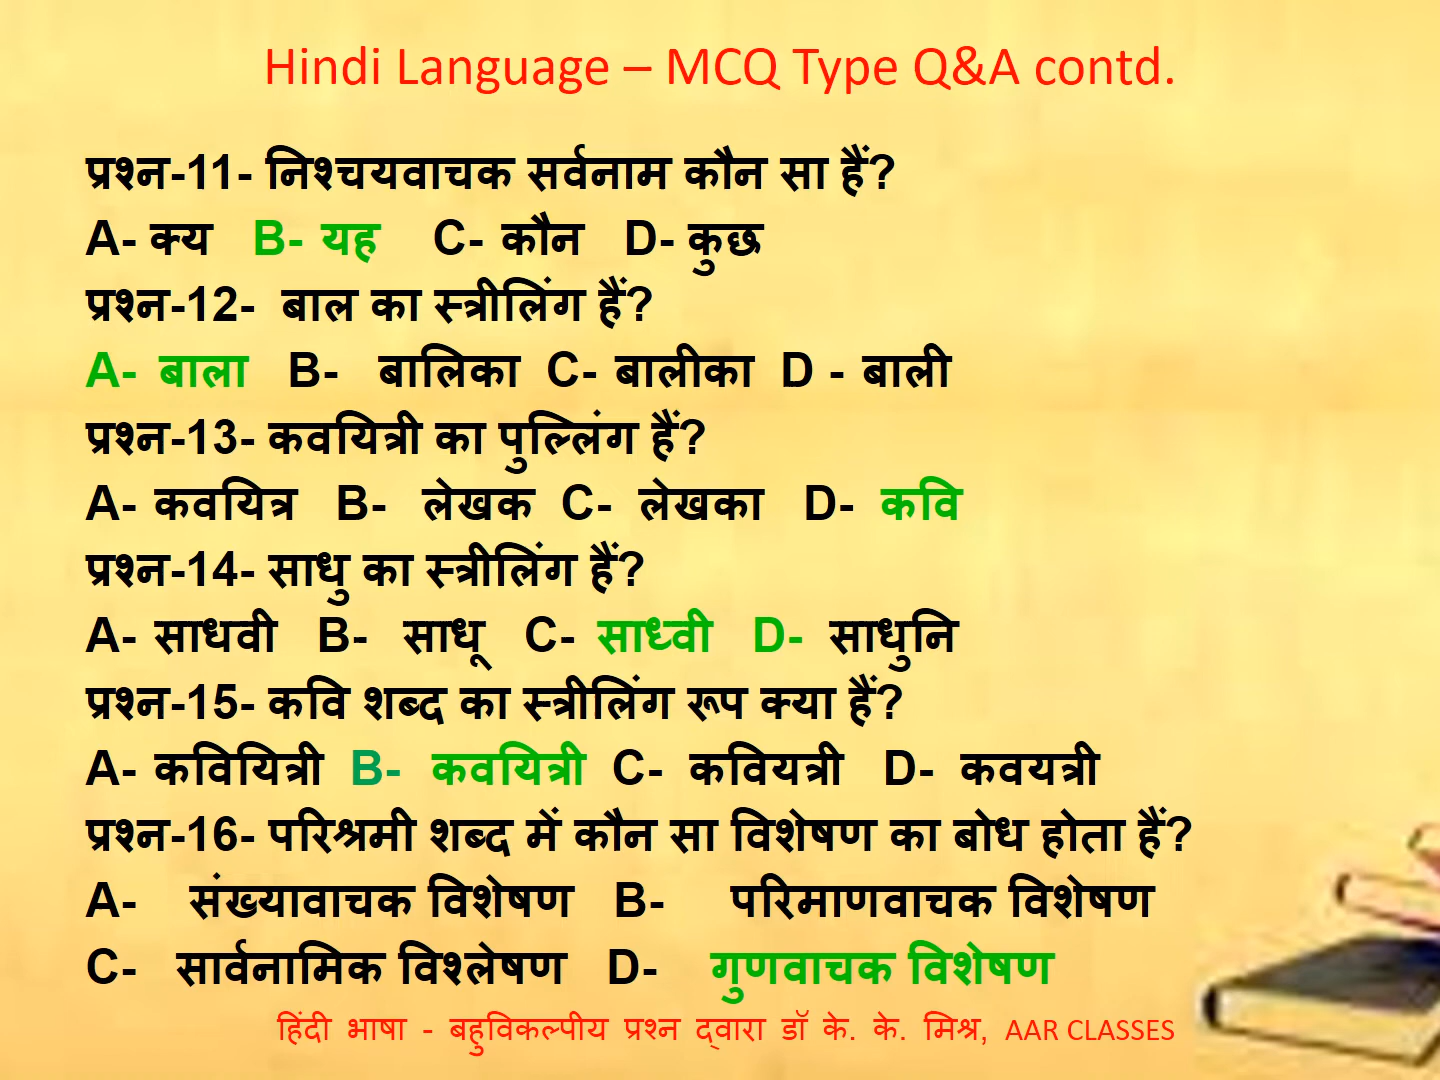 Hindi Language – MCQ Type Q&A contd.
प्रश्न-11- निश्चयवाचक सर्वनाम कौन सा हैं?
A- क्य B- यह C- कौन D- कुछ
प्रश्न-12- बाल का स्त्रीलिंग हैं?
A- बाला B- बालिका C- बालीका D - बाली
प्रश्न-13- कवयित्री का पुल्लिंग हैं?
A- कवयित्र B- लेखक C- लेखका D- कवि
प्रश्न-14- साधु का स्त्रीलिंग हैं?
A- साधवी B- साधू C- साध्वी D- साधुनि
प्रश्न-15- कवि शब्द का स्त्रीलिंग रूप क्या हैं?
A- कवियित्री B- कवयित्री C- कवियत्री D- कवयत्री
प्रश्न-16- परिश्रमी शब्द में कौन सा विशेषण का बोध होता हैं?
A- संख्यावाचक विशेषण B- परिमाणवाचक विशेषण
C- सार्वनामिक विश्लेषण D- गुणवाचक विशेषण
हिंदी भाषा - बहुविकल्पीय प्रश्न द्वारा डॉ के. के. मिश्र, AAR CLASSES